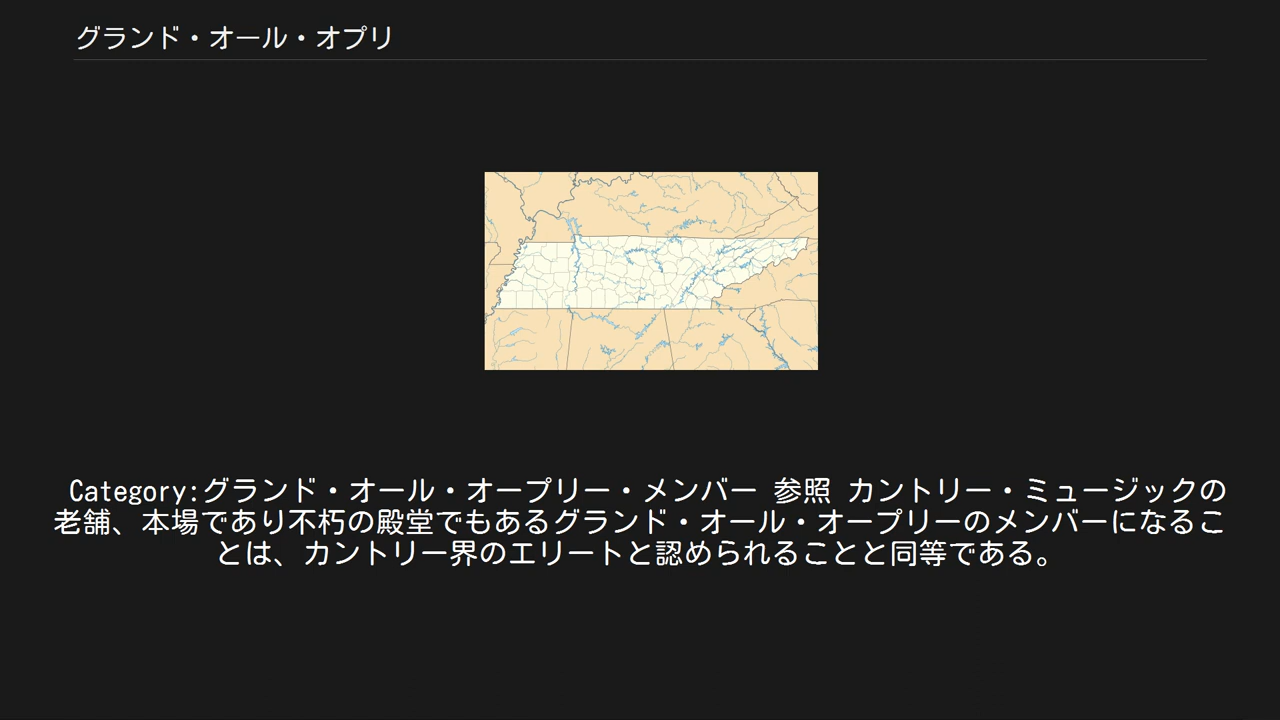 グランド・オール・オプリ
Category:グランド・オール・オープリー・メンバー 参照 カントリー・ミュージックの
老舗、本場であり不朽の殿堂でもあるグランド・オール・オープリーのメンバーになるこ
とは、カントリー界のエリートと認められることと同等である。